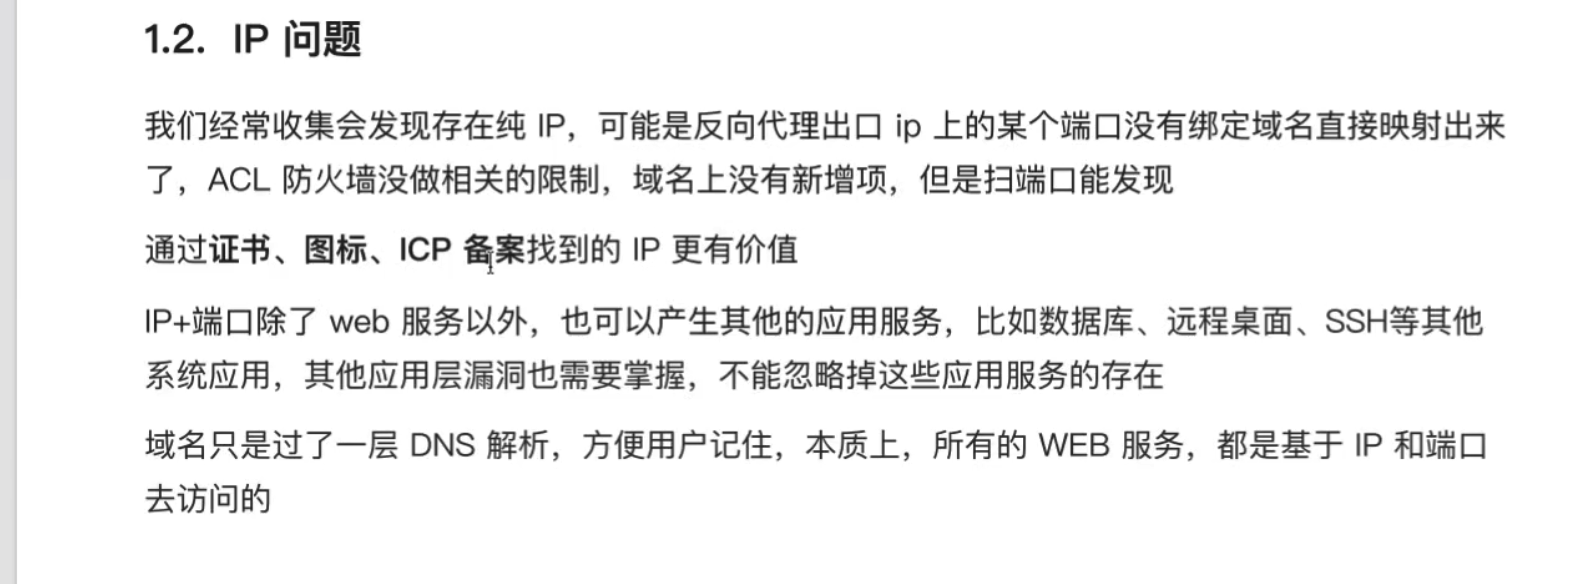 1.2. IP 问题
我们经常收集会发现存在纯 IP，可能是反向代理出口 ip 上的某个端口没有绑定域名直接映射出来
了，ACL 防火墙没做相关的限制，域名上没有新增项，但是扫端口能发现
通过证书、图标、ICP 备案找到的 IP 更有价值
IP+端口除了 web 服务以外，也可以产生其他的应用服务，比如数据库、远程桌面、SSH等其他
系统应用，其他应用层漏洞也需要掌握，不能忽略掉这些应用服务的存在
域名只是过了一层 DNS 解析，方便用户记住，本质上，所有的 WEB 服务，都是基于 IP 和端口
去访问的